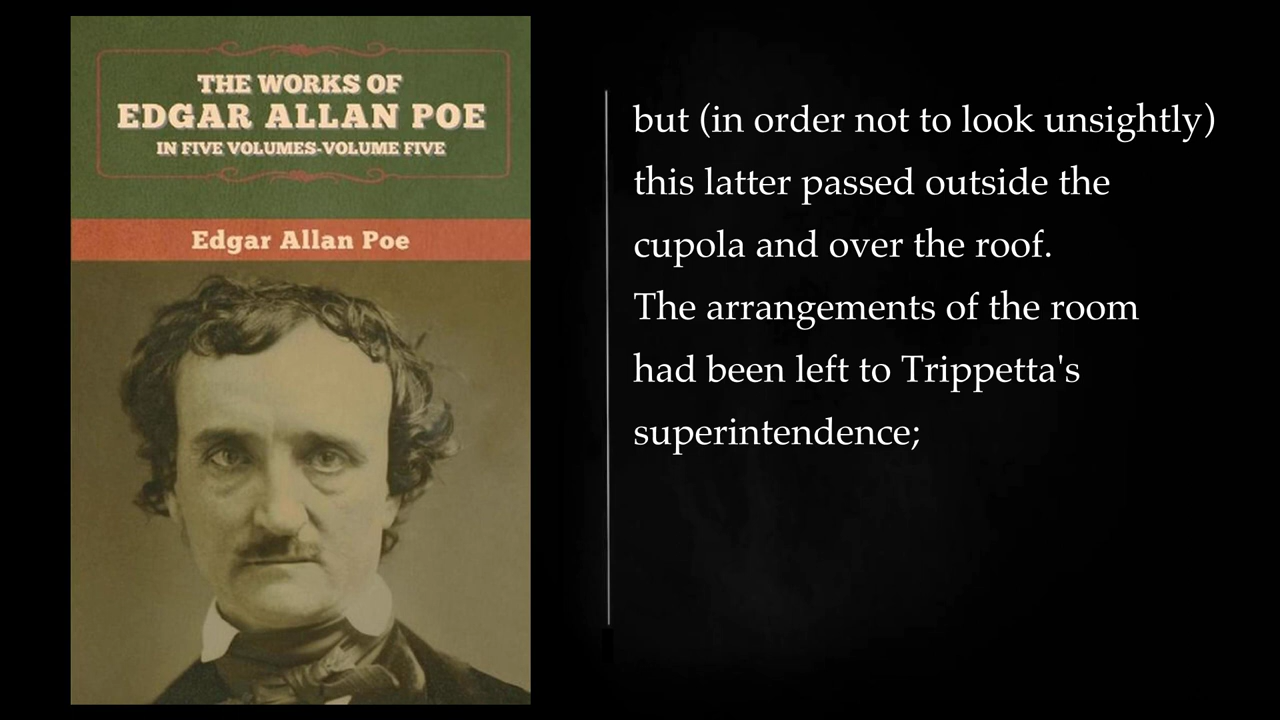 THE WORKS OF
EDGAR ALLAN POE
IN FIVE VOLUMES-VOLUME FIVE
Edgar Allan Poe
but (in order not to look unsightly)
this latter passed outside the
cupola and over the roof.
The arrangements of the room
had been left to Trippetta's
superintendence;